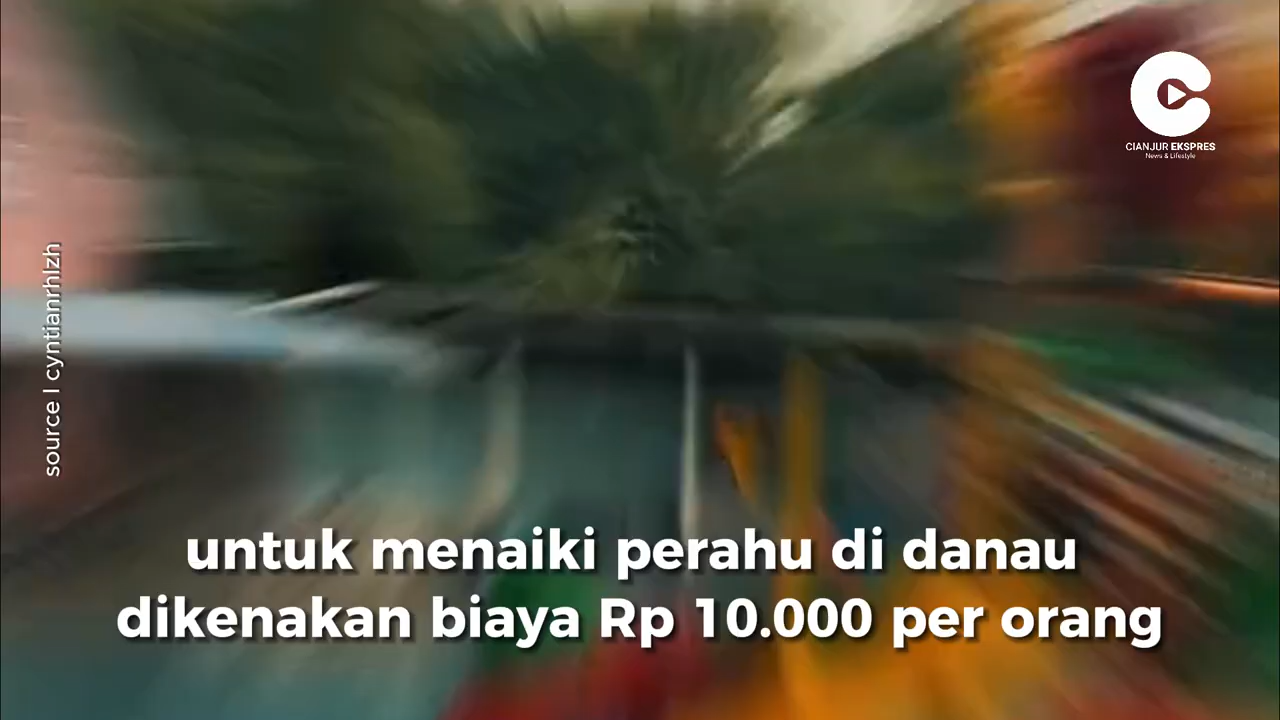 CIANJUR EKSPRES
News & Lifestyle
source | cyntianrhlzh
untuk menaiki perahu di danau
dikenakan biaya Rp 10.000 per orang